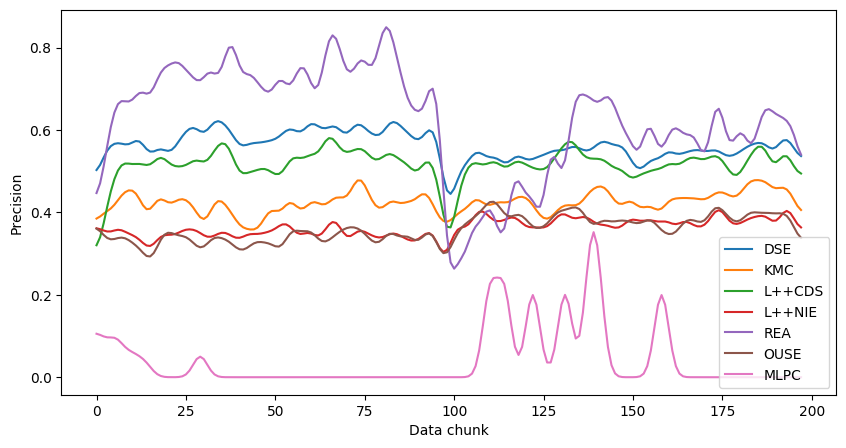 0.8
0.6
0.4
0.2
0.0
Precision
0
25
50
75
100
125
150
175
200
Data chunk
DSE
KMC
L++CDS
L++NIE
REA
OUSE
MLPC